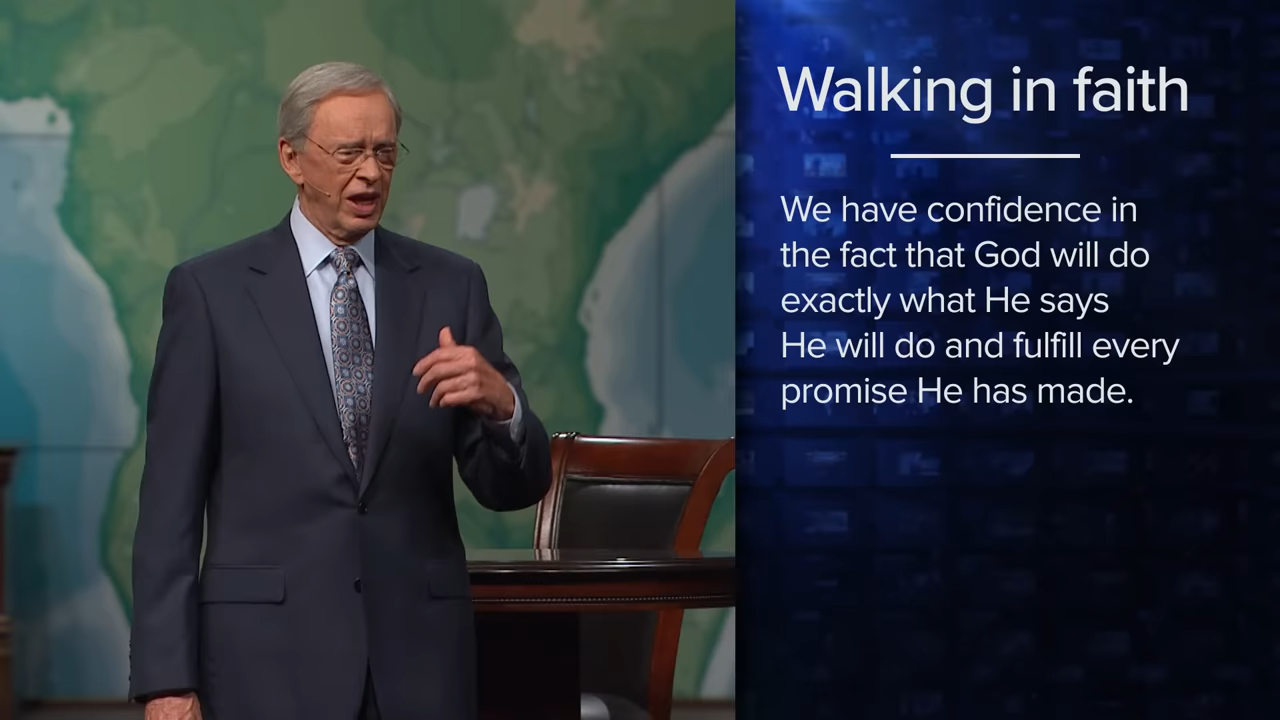 Walking in faith
We have confidence in
the fact that God will do
exactly what He says
He will do and fulfill every
promise He has made.